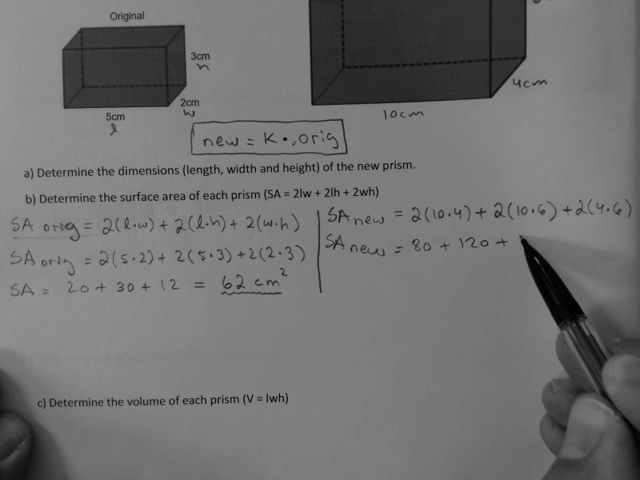 Original
3cm
h
2cm
w
5cm
l
4cm
10cm
new = K • orig
a) Determine the dimensions (length, width and height) of the new prism.
b) Determine the surface area of each prism (SA = 2lw + 2lh + 2wh)
SA orig = 2(l·w) + 2(l·h) + 2(w·h)
SA orig = 2(5·2) + 2(5·3) + 2(2·3)
SA = 20 + 30 + 12 = 62 cm²
SA new = 2(10·4) + 2(10·6) + 2(4·6)
SA new = 80 + 120 +
c) Determine the volume of each prism (V = lwh)